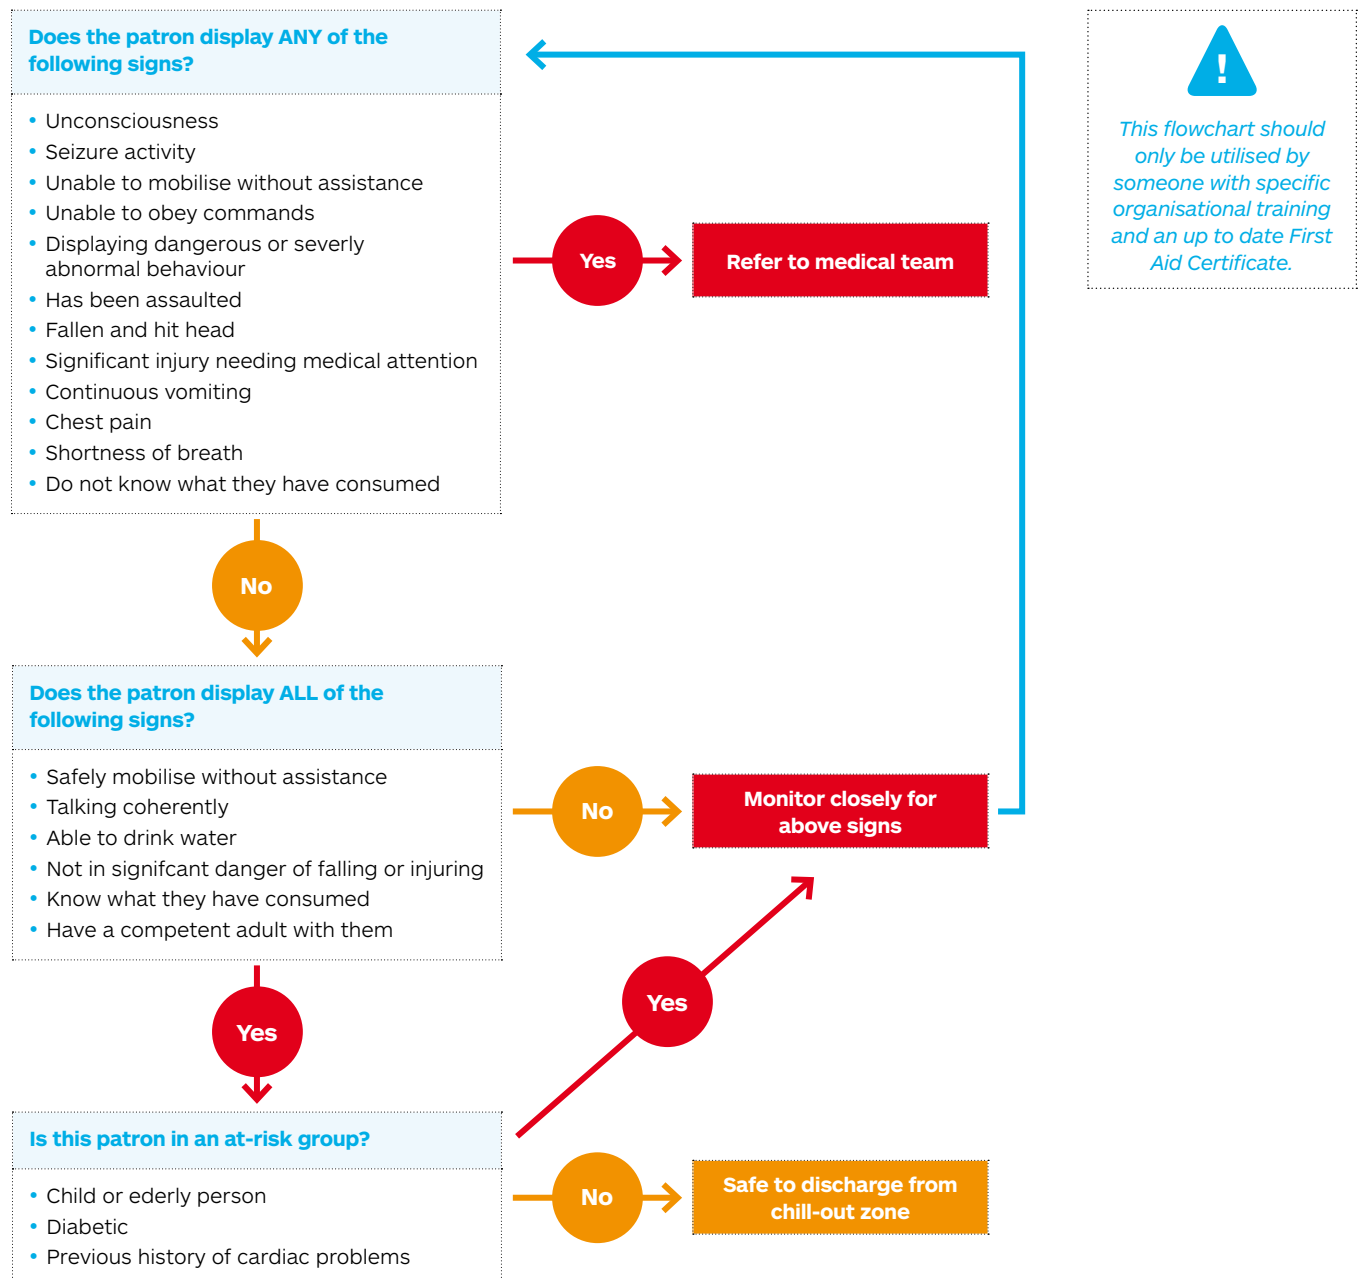 Does the patron display ANY of the
following signs?
• Unconsciousness
• Seizure activity
• Unable to mobilise without assistance
• Unable to obey commands
• Displaying dangerous or severly
abnormal behaviour
• Has been assaulted
• Fallen and hit head
• Significant injury needing medical attention
• Continuous vomiting
• Chest pain
• Shortness of breath
• Do not know what they have consumed
Yes
Refer to medical team
!
This flowchart should
only be utilised by
someone with specific
organisational training
and an up to date First
Aid Certificate.
No
Does the patron display ALL of the
following signs?
• Safely mobilise without assistance
• Talking coherently
• Able to drink water
• Not in signifcant danger of falling or injuring
• Know what they have consumed
• Have a competent adult with them
No
Monitor closely for
above signs
Yes
Yes
Is this patron in an at-risk group?
• Child or ederly person
• Diabetic
• Previous history of cardiac problems
No
Safe to discharge from
chill-out zone